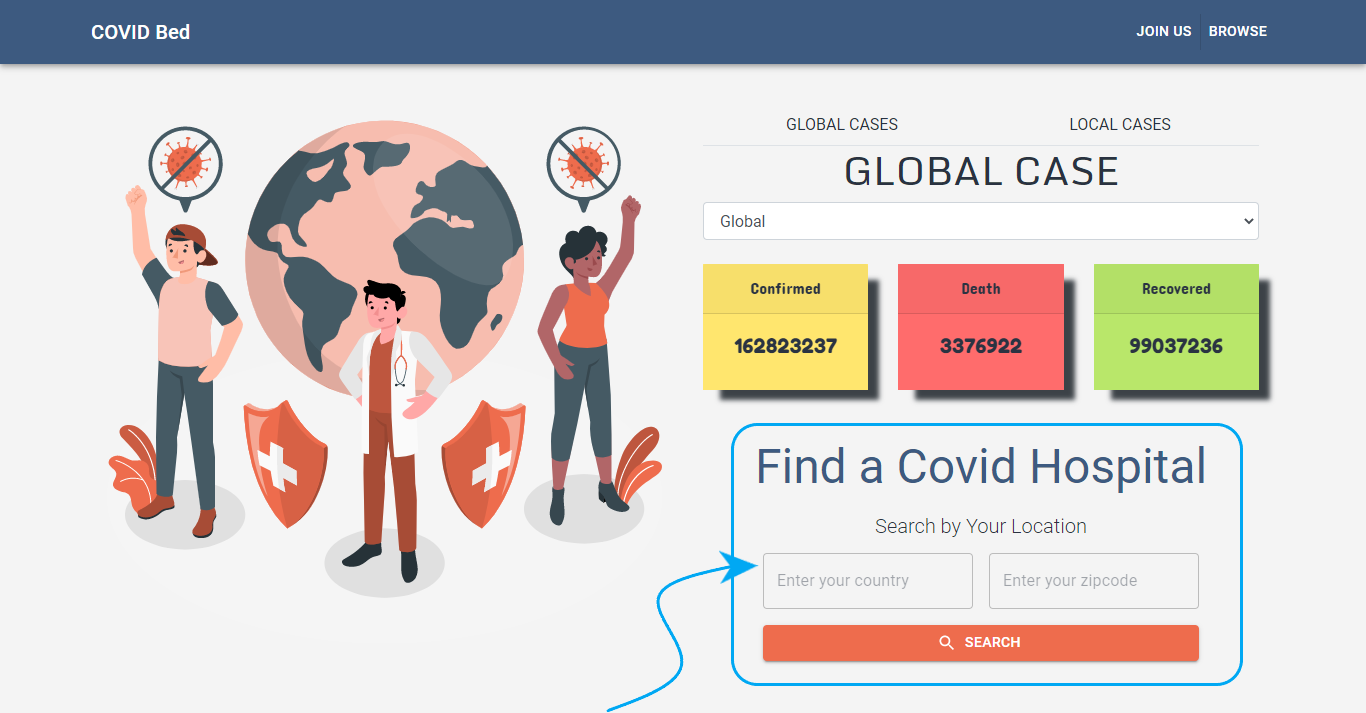 COVID Bed
JOIN US
BROWSE
GLOBAL CASES
LOCAL CASES
GLOBAL CASE
Global
Confirmed
Death
Recovered
162823237
3376922
99037236
Find a Covid Hospital
Search by Your Location
Enter your country
Enter your zipcode
SEARCH